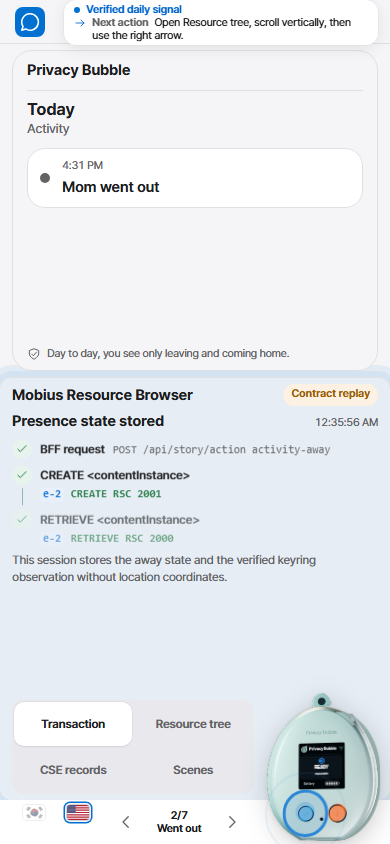 Verified daily signal
→ Next action Open Resource tree, scroll vertically, then
use the right arrow.
Privacy Bubble
Today
Activity
4:31 PM
Mom went out
Day to day, you see only leaving and coming home.
Mobius Resource Browser
Contract replay
Presence state stored
12:35:56 AM
BFF request POST /api/story/action activity-away
CREATE <contentInstance>
e-2 CREATE RSC 2001
RETRIEVE <contentInstance>
e-2 RETRIEVE RSC 2000
This session stores the away state and the verified keyring
observation without location coordinates.
Transaction
Resource tree
CSE records
Scenes
Privacy Bubble
Privacy Bubble
2/7
Went out